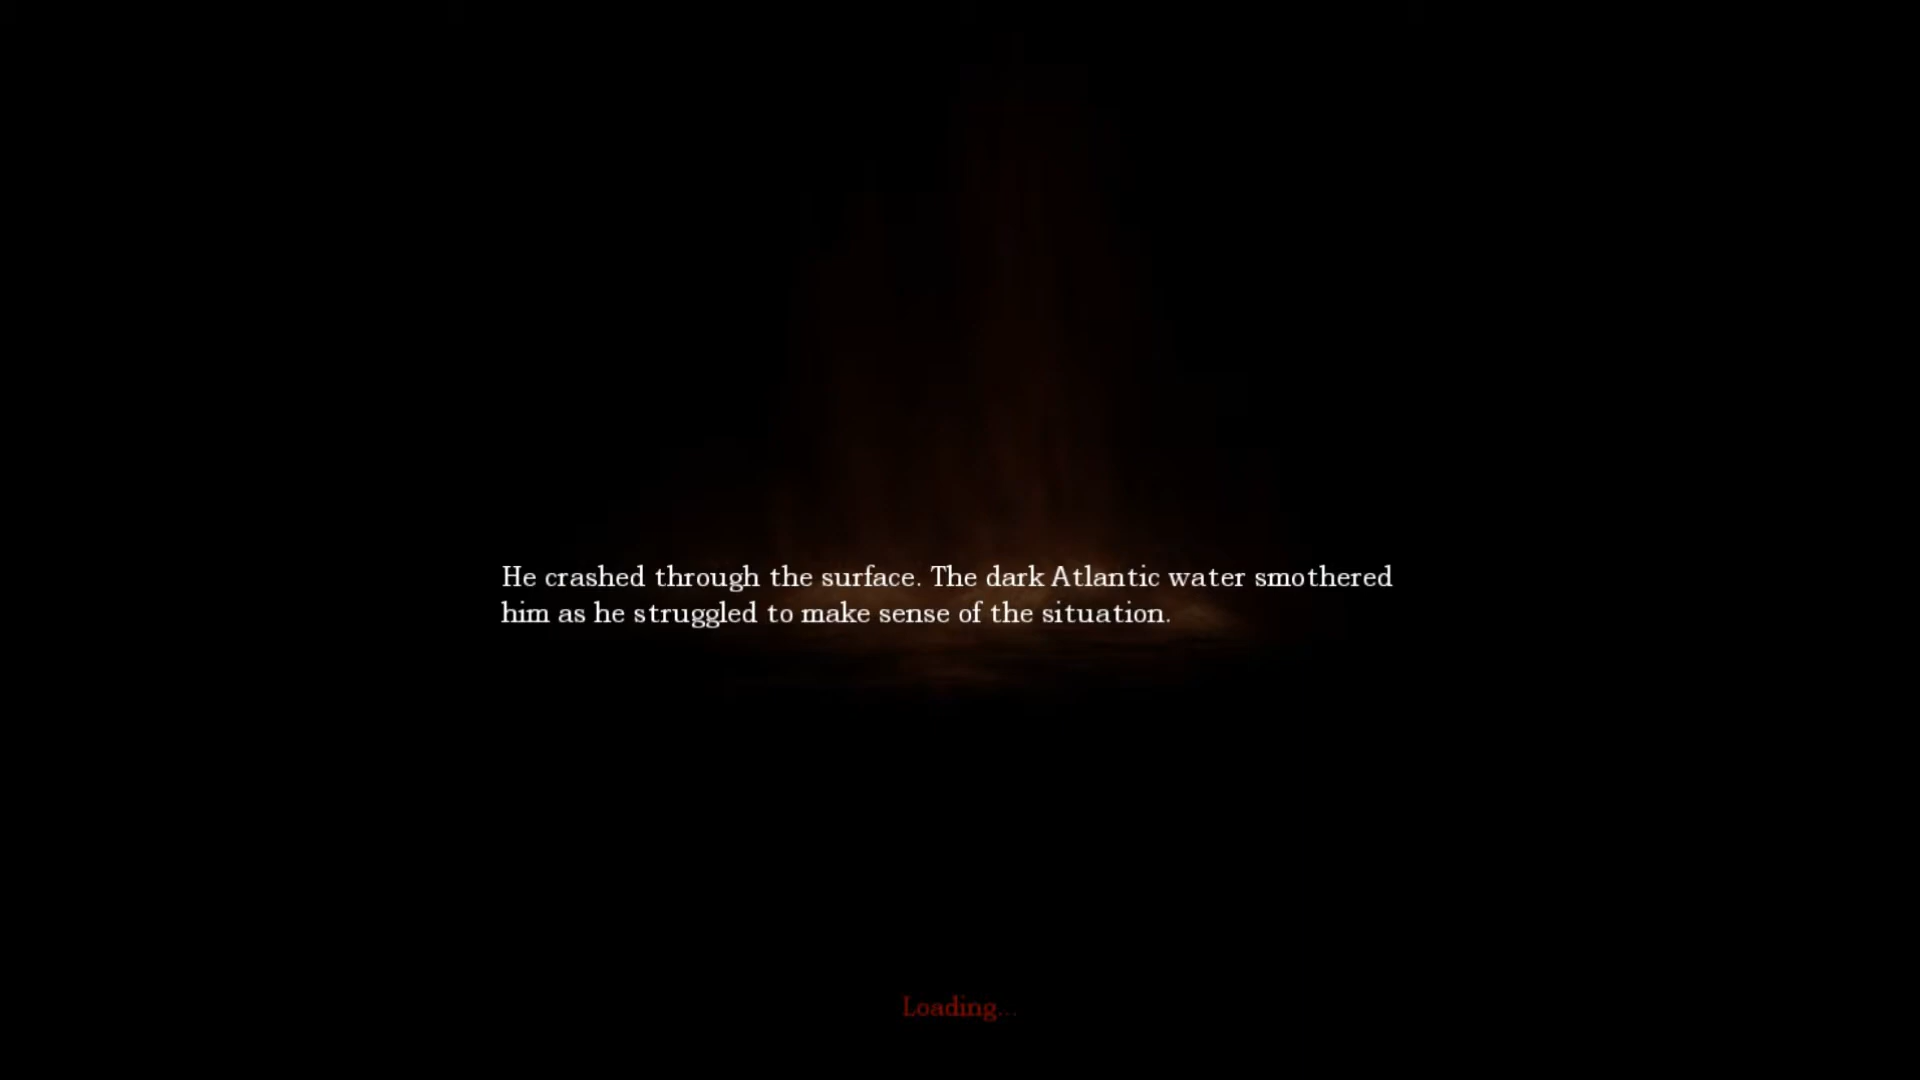 He crashed through the surface. The dark Atlantic water smothered
him as he struggled to make sense of the situation.
Loading...